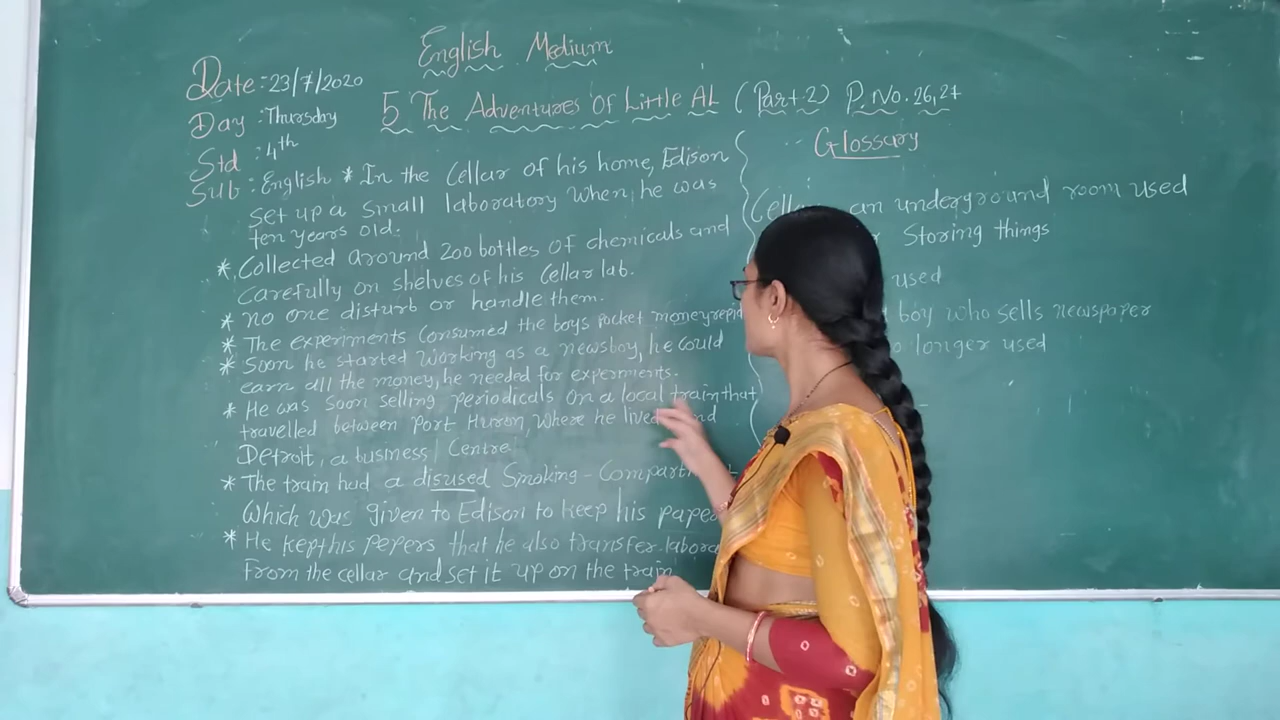 English Medium
Date : 23/7/2020
5 The Adventures Of Little AL (Part 2) P. No. 26, 27
Day : Thursday
Std : 4th
Sub : English
* In the Cellar of his home, Edison
set up a small laboratory when, he was
ten years old.
* Collected around 200 bottles of chemicals and
carefully on shelves of his Cellar lab.
* no one disturb or handle them.
* The experiments consumed the boys pocket money repid
* Soon he started working as a newsboy, he could
earn all the money, he needed for experments.
* He was soon selling periodicals on a local train that
travelled between Port Huron, where he lived and
Detroit, a business Centre
* The train had a disused Smoking - Compartment
Which was given to Edison to keep his
* He kept his pepers that he also transfer
From the cellar and set it up on the train
Glossary
an underground room used
Storing things
used
boy who sells newspaper
longer used